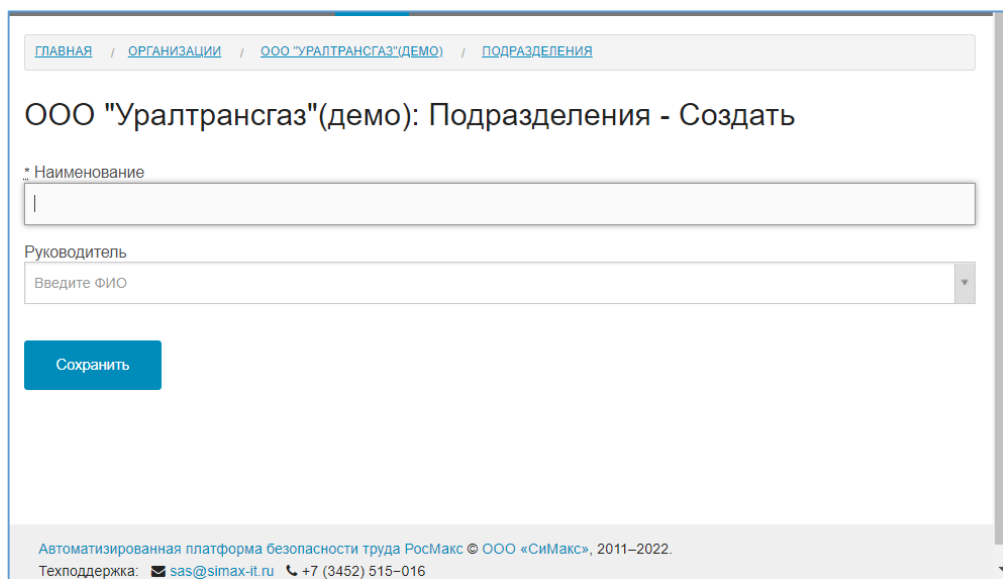 ГЛАВНАЯ / ОРГАНИЗАЦИИ / ООО "УРАЛТРАНСГАЗ"(ДЕМО) / ПОДРАЗДЕЛЕНИЯ
ООО "Уралтрансгаз"(демо): Подразделения - Создать
* Наименование
Руководитель
Введите ФИО
Сохранить
Автоматизированная платформа безопасности труда РосМакс © ООО «СиМакс», 2011–2022.
Техподдержка: sas@simax-it.ru +7 (3452) 515−016